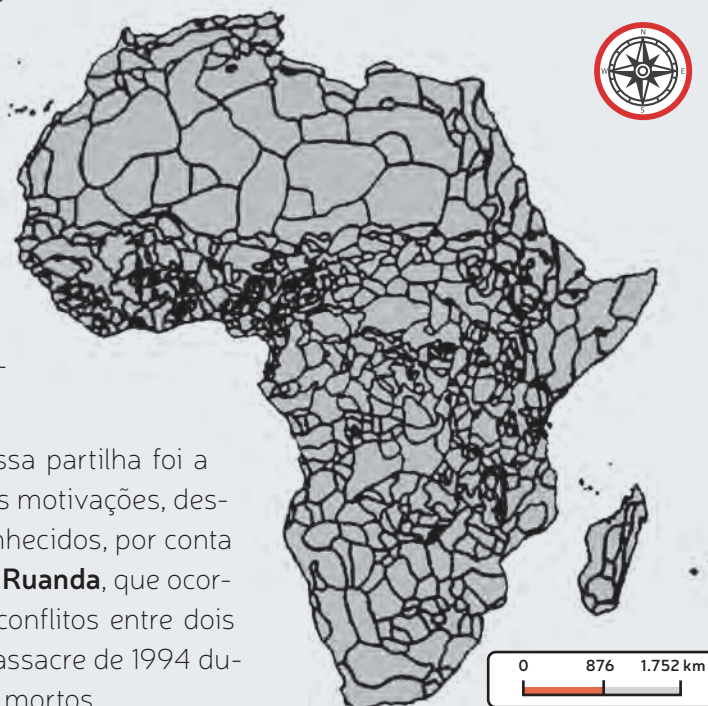 N
W
E
S
ssa partilha foi a
s motivações, des-
nhecidos, por conta
Ruanda, que ocor-
conflitos entre dois
assacre de 1994 du-
mortos
0 876 1.752 km